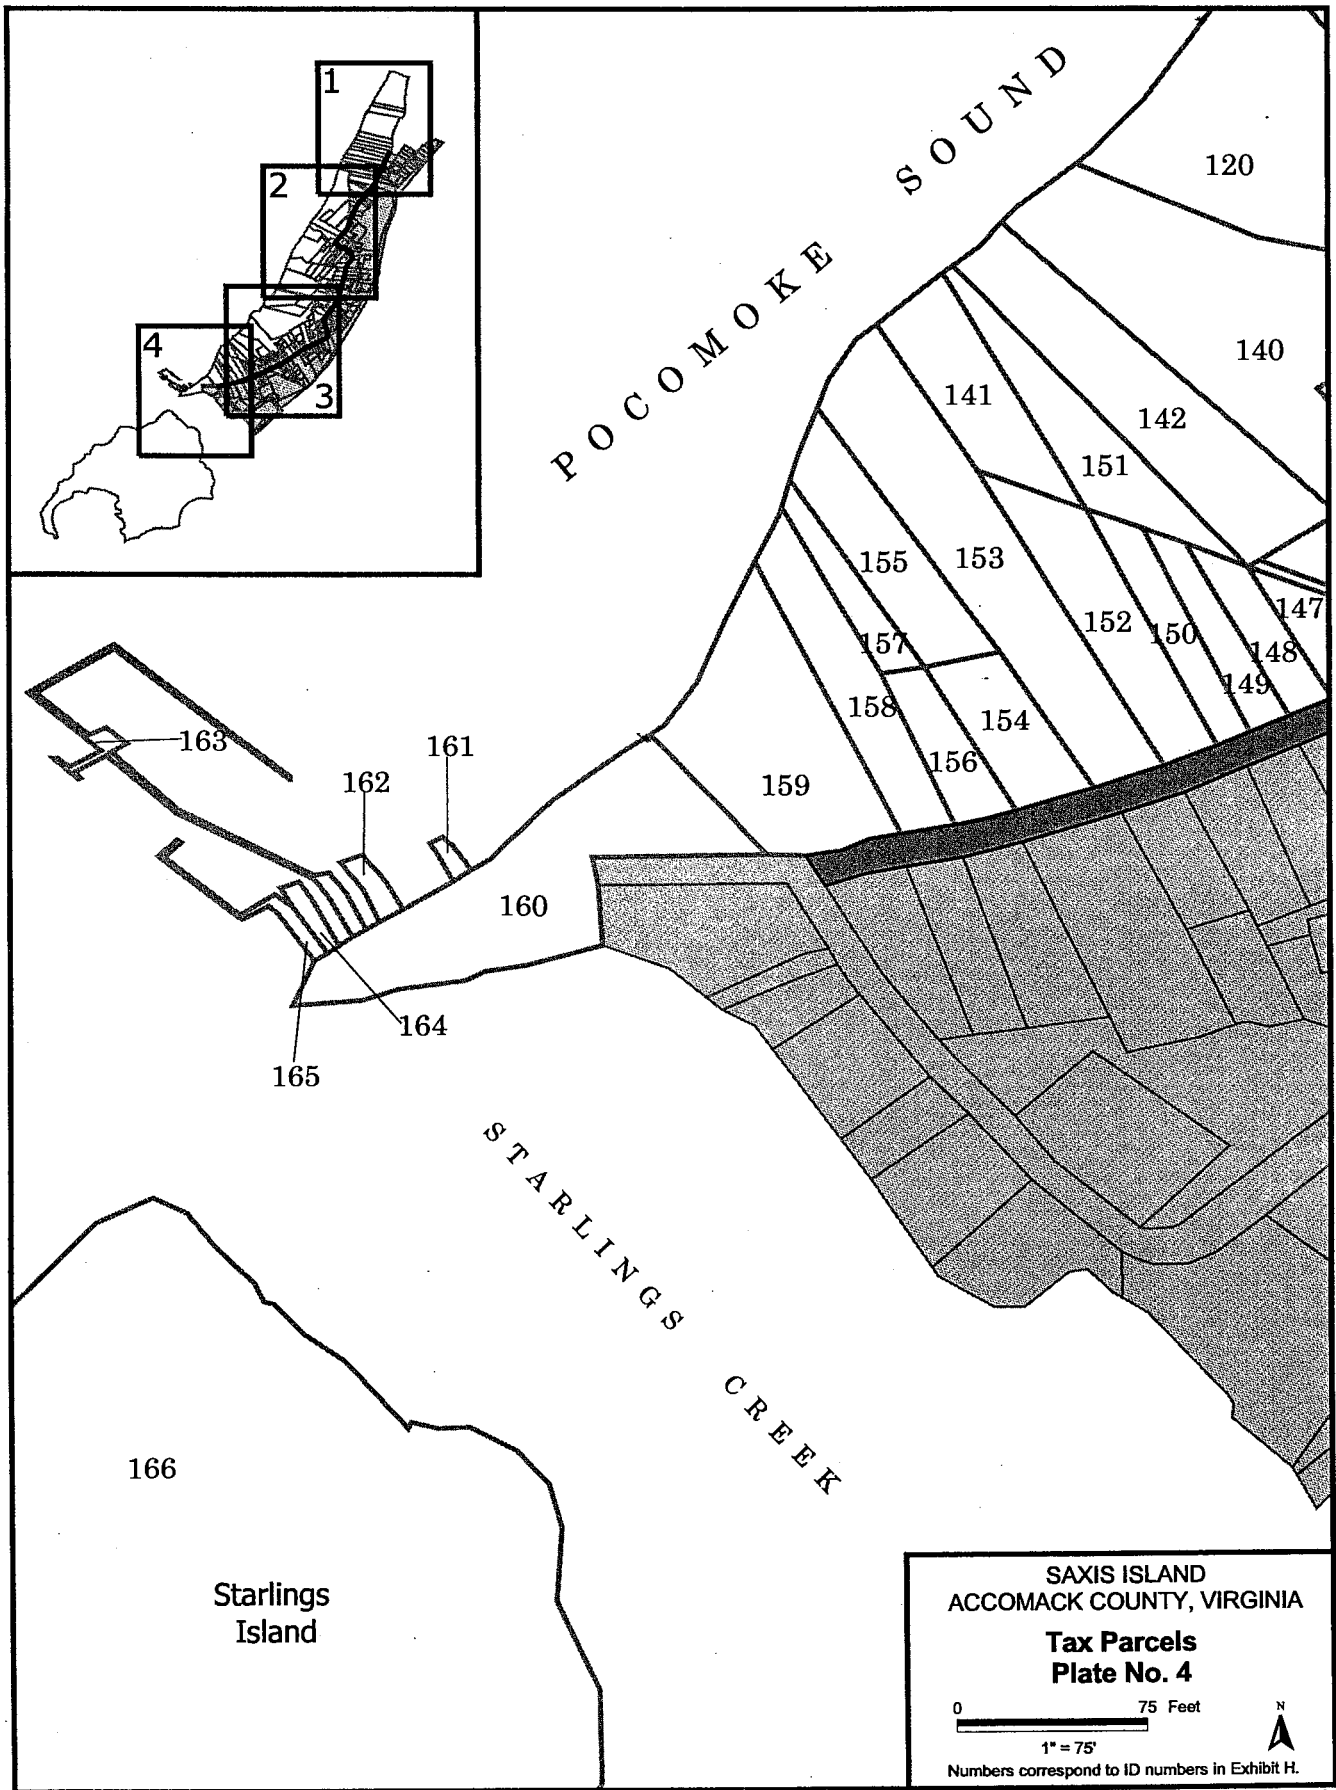 1
2
4
3
POCOMOKE SOUND
120
140
141
142
151
155
153
152
150
147
148
149
157
158
154
156
159
163
161
162
160
164
165
STARLINGS CREEK
166
Starlings
Island
SAXIS ISLAND
ACCOMACK COUNTY, VIRGINIA
Tax Parcels
Plate No. 4
0 75 Feet
N
1" = 75'
Numbers correspond to ID numbers in Exhibit H.